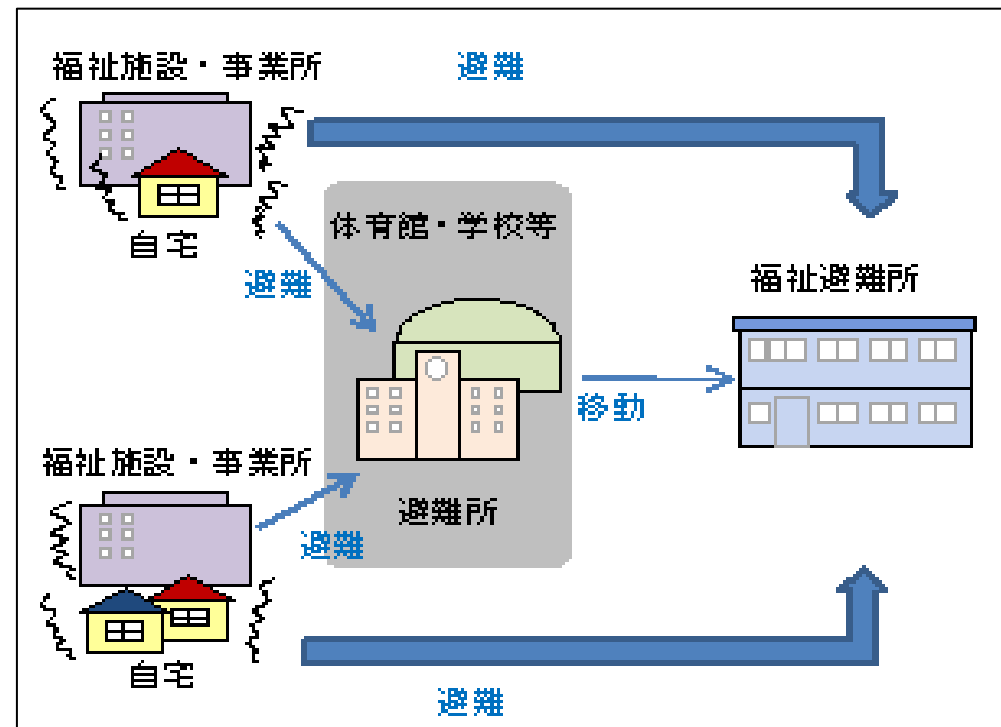 福祉施設・事業所
避難
自宅
避難
体育館・学校等
避難所
移動
福祉避難所
福祉施設・事業所
避難
自宅
避難